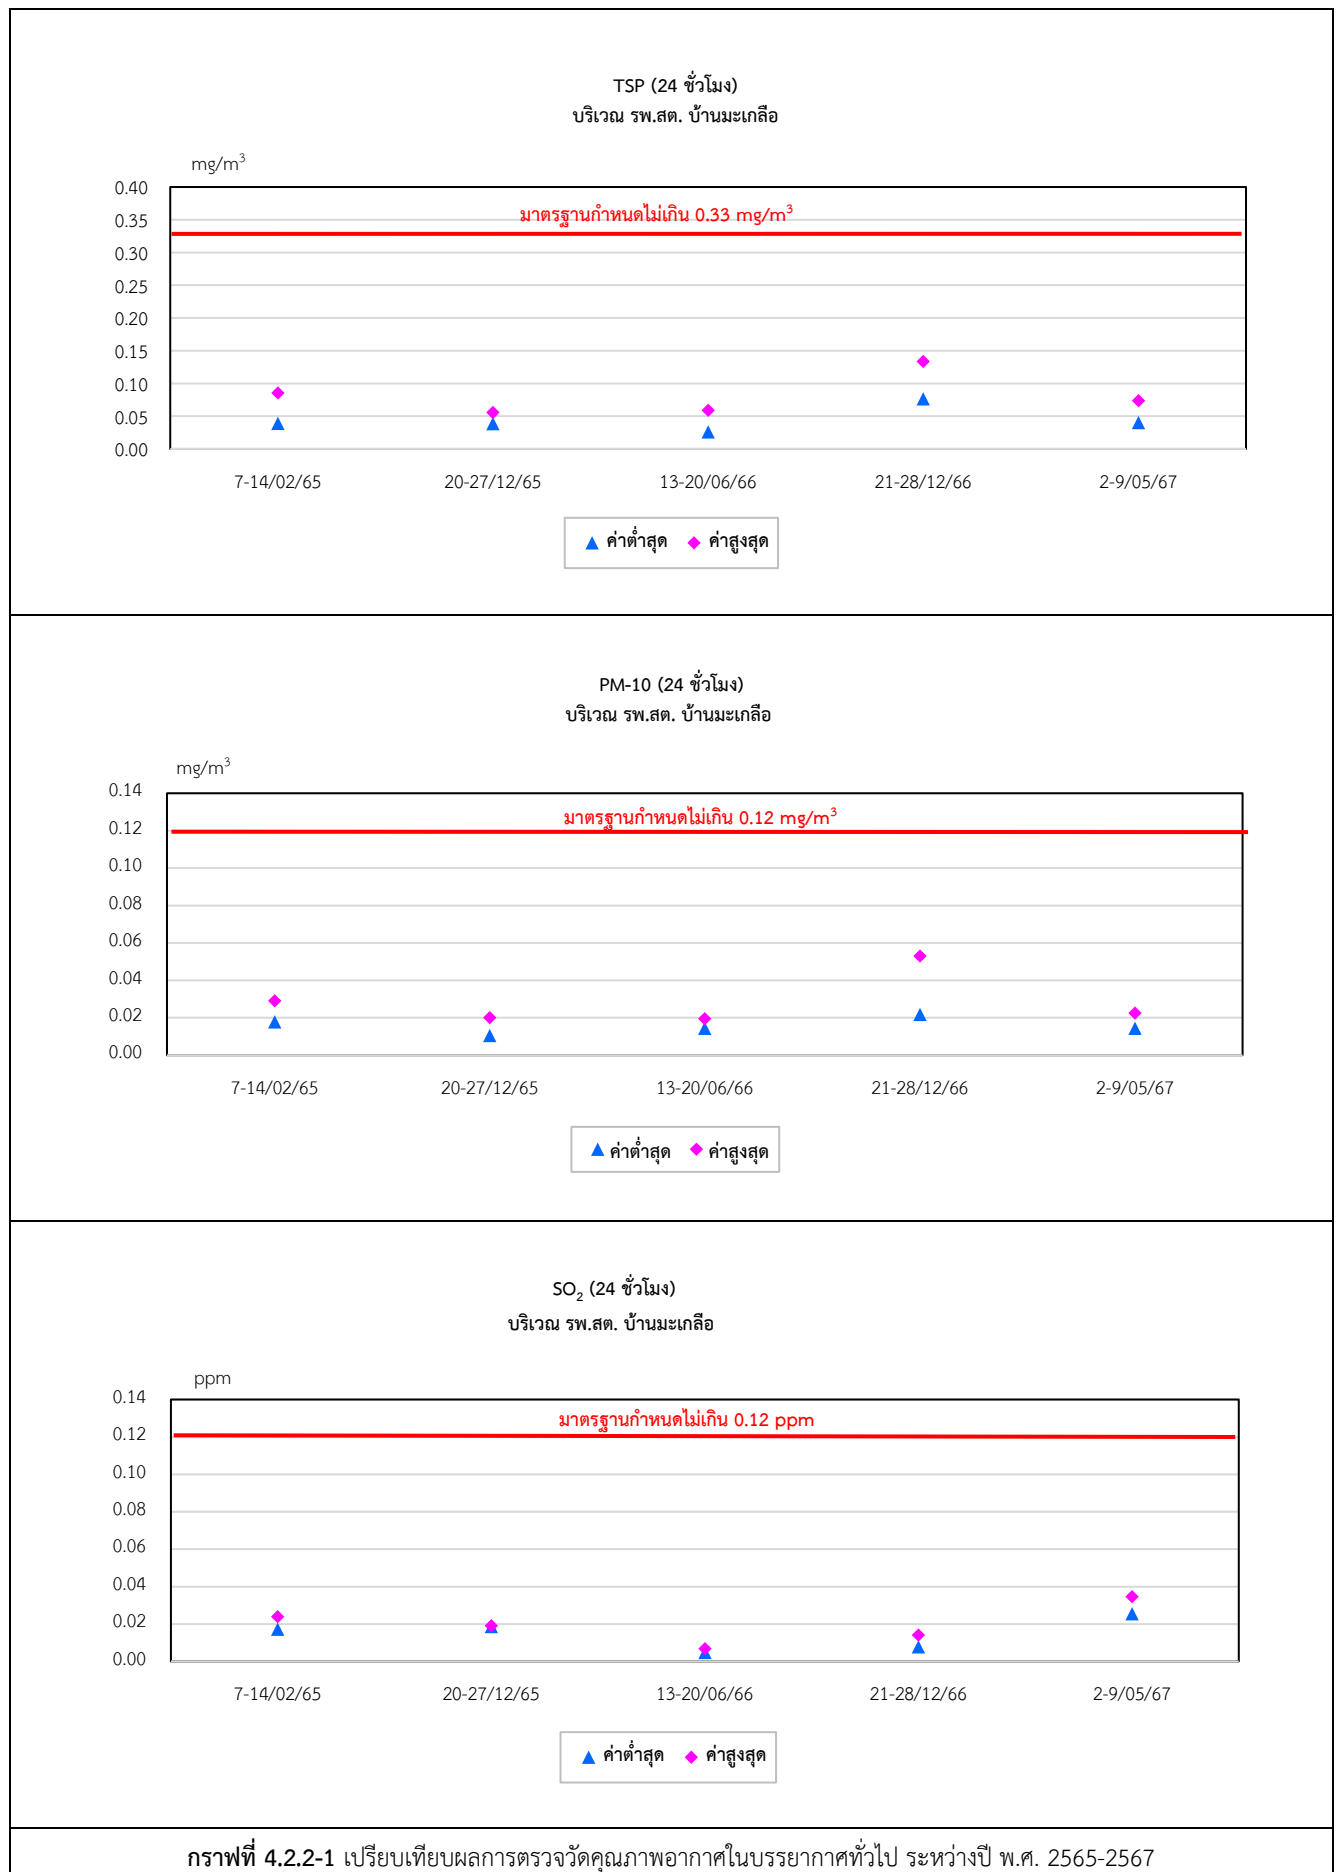 TSP (24 ชั่วโมง)
บริเวณ รพ.สต. บ้านมะเกลือ
mg/m³
0.40
มาตรฐานกำหนดไม่เกิน 0.33 mg/m³
0.35
0.30
0.25
0.20
0.15
0.10
0.05
0.00
7-14/02/65 20-27/12/65 13-20/06/66 21-28/12/66 2-9/05/67
ค่าต่ำสุด ค่าสูงสุด
PM-10 (24 ชั่วโมง)
บริเวณ รพ.สต. บ้านมะเกลือ
mg/m³
0.14
มาตรฐานกำหนดไม่เกิน 0.12 mg/m³
0.12
0.10
0.08
0.06
0.04
0.02
0.00
7-14/02/65 20-27/12/65 13-20/06/66 21-28/12/66 2-9/05/67
ค่าต่ำสุด ค่าสูงสุด
SO₂ (24 ชั่วโมง)
บริเวณ รพ.สต. บ้านมะเกลือ
ppm
0.14
มาตรฐานกำหนดไม่เกิน 0.12 ppm
0.12
0.10
0.08
0.06
0.04
0.02
0.00
7-14/02/65 20-27/12/65 13-20/06/66 21-28/12/66 2-9/05/67
ค่าต่ำสุด ค่าสูงสุด
กราฟที่ 4.2.2-1 เปรียบเทียบผลการตรวจวัดคุณภาพอากาศในบรรยากาศทั่วไป ระหว่างปี พ.ศ. 2565-2567